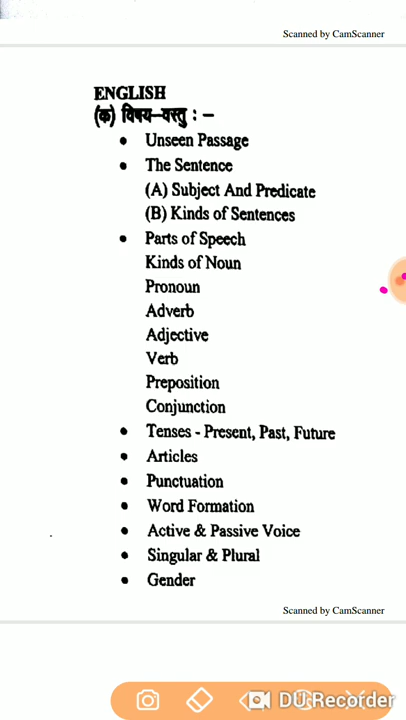 Scanned by CamScanner
ENGLISH
(क) विषय–वस्तु : –
• Unseen Passage
• The Sentence
(A) Subject And Predicate
(B) Kinds of Sentences
• Parts of Speech
Kinds of Noun
Pronoun
Adverb
Adjective
Verb
Preposition
Conjunction
• Tenses - Present, Past, Future
• Articles
• Punctuation
• Word Formation
• Active & Passive Voice
• Singular & Plural
• Gender
Scanned by CamScanner
DU Recorder